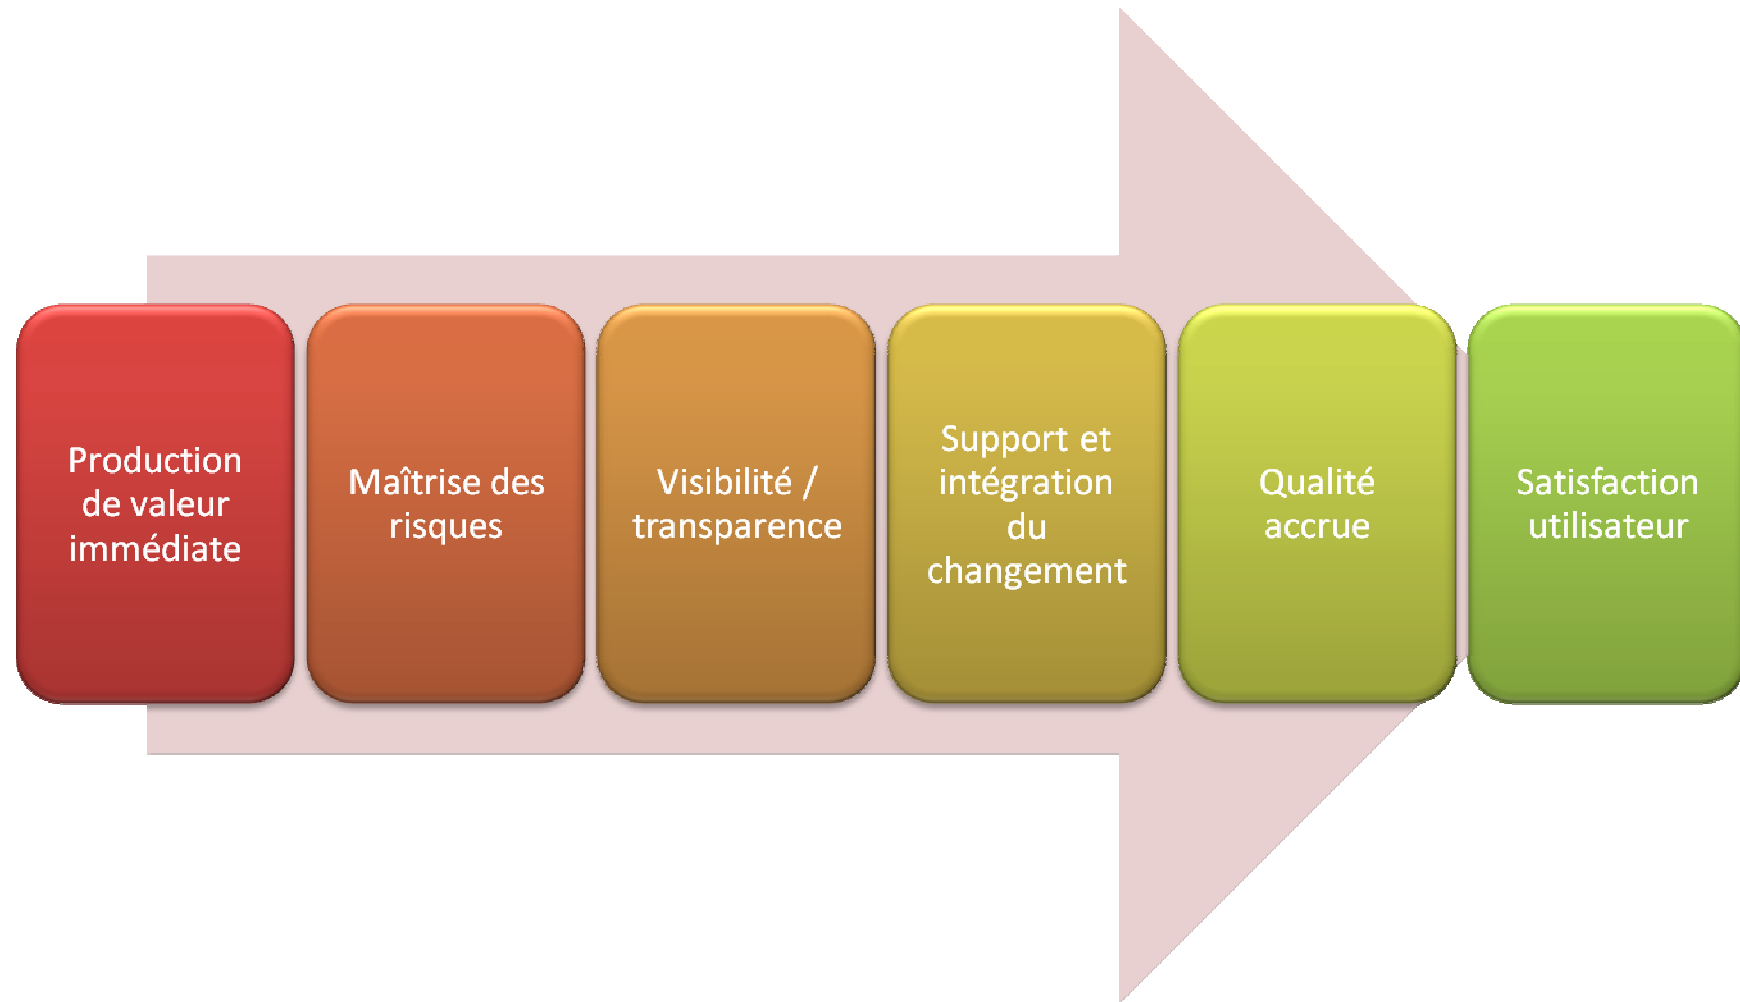 Production
de valeur
immédiate
Maîtrise des
risques
Visibilité /
transparence
Support et
intégration
du
changement
Qualité
accrue
Satisfaction
utilisateur